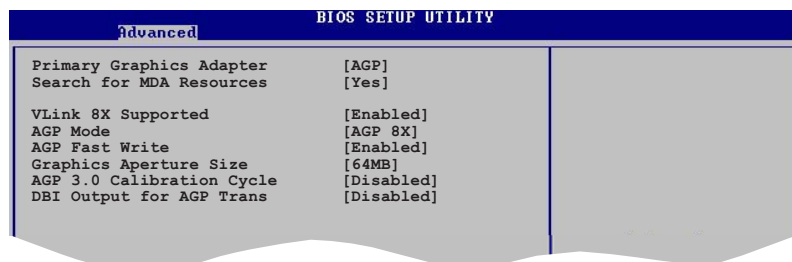 BIOS SETUP UTILITY
Advanced
Primary Graphics Adapter [AGP]
Search for MDA Resources [Yes]
VLink 8X Supported [Enabled]
AGP Mode [AGP 8X]
AGP Fast Write [Enabled]
Graphics Aperture Size [64MB]
AGP 3.0 Calibration Cycle [Disabled]
DBI Output for AGP Trans [Disabled]